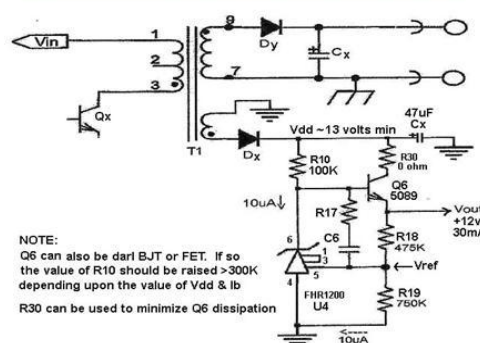 Vin
1
2
3
Qx
T1
9
7
Dy
Cx
Dx
Vdd ~13 volts min
47uF
Cx
R10
100K
R30
0 ohm
10uA
Q6
5089
R17
C6
Vout
+12v
30mA
R18
475K
Vref
6
1
3
5
4
FHR1200
U4
R19
750K
10uA
NOTE:
Q6 can also be darl BJT or FET. If so
the value of R10 should be raised >300K
depending upon the value of Vdd & Ib
R30 can be used to minimize Q6 dissipation